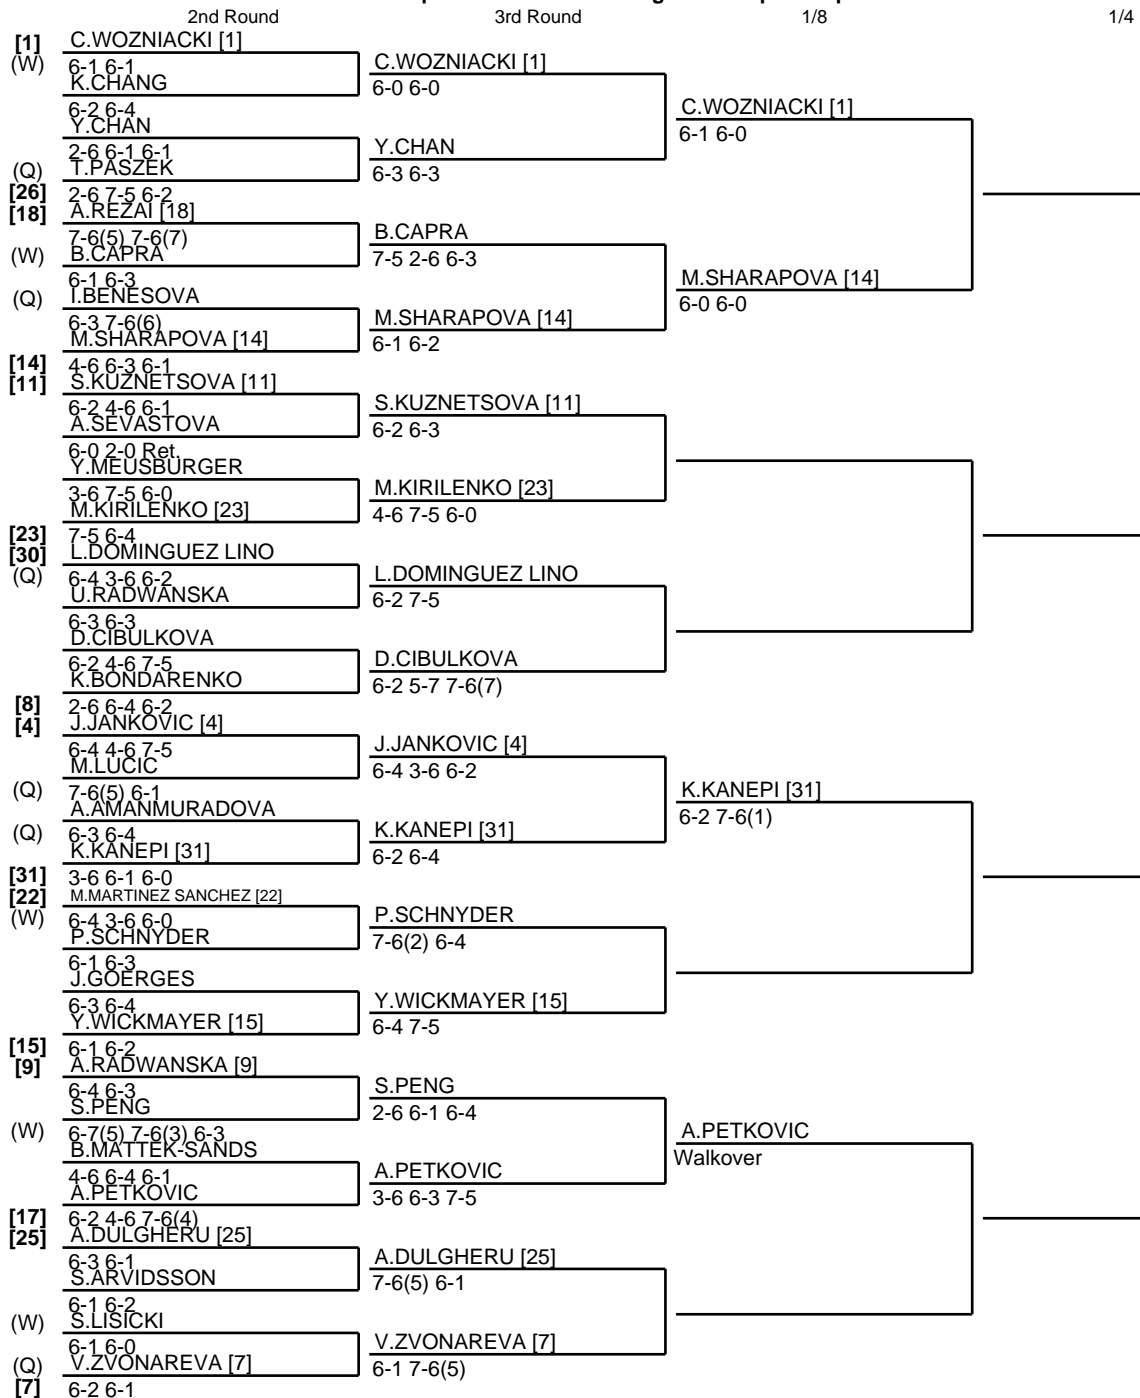 2nd Round 3rd Round 1/8 1/4
[1] C.WOZNIACKI [1]
(W) 6-1 6-1 C.WOZNIACKI [1]
K.CHANG 6-0 6-0
6-2 6-4 C.WOZNIACKI [1]
Y.CHAN 6-1 6-0
2-6 6-1 6-1 Y.CHAN
(Q) T.PASZEK 6-3 6-3
[26] 2-6 7-5 6-2
[18] A.REZAI [18]
7-6(5) 7-6(7) B.CAPRA
(W) B.CAPRA 7-5 2-6 6-3
6-1 6-3 M.SHARAPOVA [14]
(Q) I.BENESOVA 6-0 6-0
6-3 7-6(6) M.SHARAPOVA [14]
M.SHARAPOVA [14] 6-1 6-2
[14] 4-6 6-3 6-1
[11] S.KUZNETSOVA [11]
6-2 4-6 6-1 S.KUZNETSOVA [11]
A.SEVASTOVA 6-2 6-3
6-0 2-0 Ret.
Y.MEUSBURGER
3-6 7-5 6-0 M.KIRILENKO [23]
M.KIRILENKO [23] 4-6 7-5 6-0
[23] 7-5 6-4
[30] L.DOMINGUEZ LINO
(Q) 6-4 3-6 6-2 L.DOMINGUEZ LINO
U.RADWANSKA 6-2 7-5
6-3 6-3
D.CIBULKOVA
6-2 4-6 7-5 D.CIBULKOVA
K.BONDARENKO 6-2 5-7 7-6(7)
[8] 2-6 6-4 6-2
[4] J.JANKOVIC [4]
6-4 4-6 7-5 J.JANKOVIC [4]
M.LUCIC 6-4 3-6 6-2
(Q) 7-6(5) 6-1 K.KANEPI [31]
A.AMANMURADOVA 6-2 7-6(1)
(Q) 6-3 6-4 K.KANEPI [31]
K.KANEPI [31] 6-2 6-4
[31] 3-6 6-1 6-0
[22] M.MARTINEZ SANCHEZ [22]
(W) 6-4 3-6 6-0 P.SCHNYDER
P.SCHNYDER 7-6(2) 6-4
6-1 6-3
J.GOERGES
6-3 6-4 Y.WICKMAYER [15]
Y.WICKMAYER [15] 6-4 7-5
[15] 6-1 6-2
[9] A.RADWANSKA [9]
6-4 6-3 S.PENG
S.PENG 2-6 6-1 6-4
(W) 6-7(5) 7-6(3) 6-3 A.PETKOVIC
B.MATTEK-SANDS Walkover
4-6 6-4 6-1 A.PETKOVIC
A.PETKOVIC 3-6 6-3 7-5
[17] 6-2 4-6 7-6(4)
[25] A.DULGHERU [25]
6-3 6-1 A.DULGHERU [25]
S.ARVIDSSON 7-6(5) 6-1
6-1 6-2
(W) S.LISICKI
6-1 6-0 V.ZVONAREVA [7]
(Q) V.ZVONAREVA [7] 6-1 7-6(5)
[7] 6-2 6-1